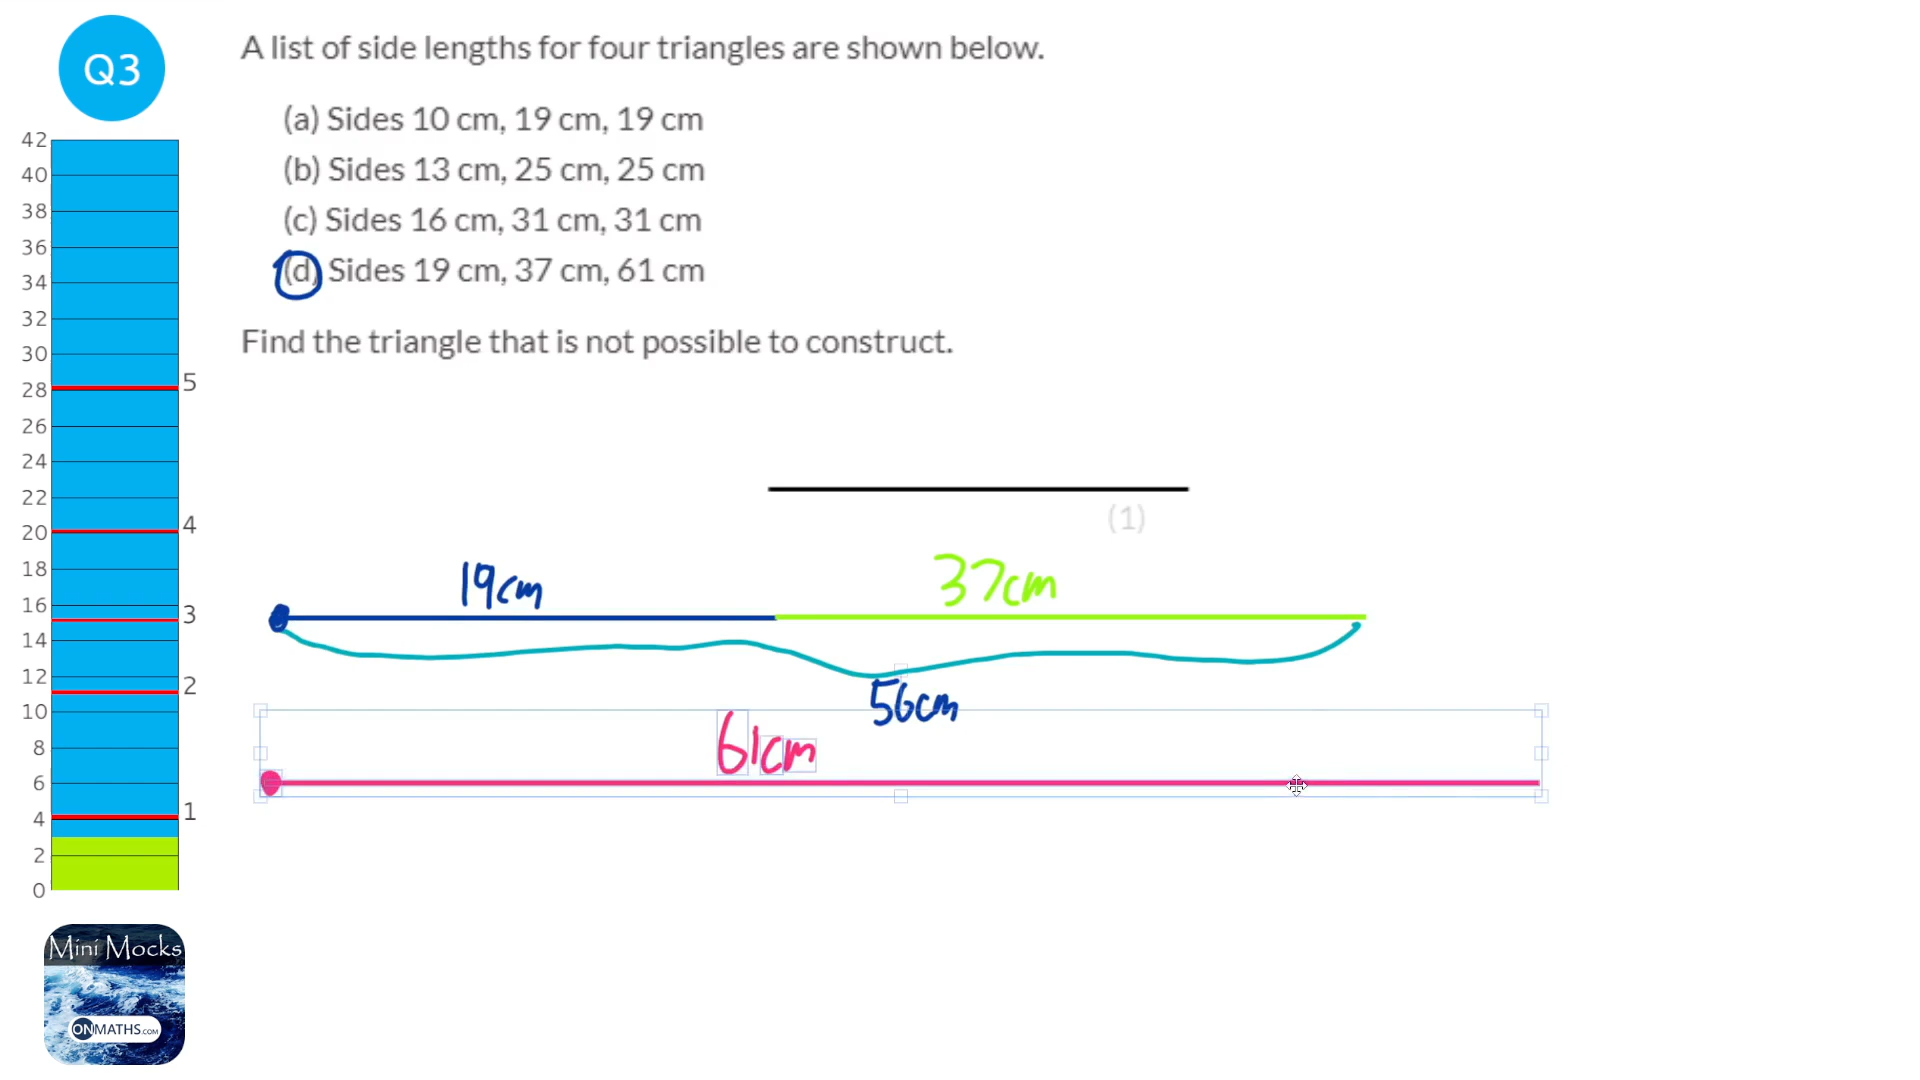 Q3
A list of side lengths for four triangles are shown below.
(a) Sides 10 cm, 19 cm, 19 cm
(b) Sides 13 cm, 25 cm, 25 cm
(c) Sides 16 cm, 31 cm, 31 cm
(d) Sides 19 cm, 37 cm, 61 cm
Find the triangle that is not possible to construct.
(1)
19cm
37cm
56cm
61cm
42
40
38
36
34
32
30
28
5
26
24
22
20
4
18
16
3
14
12
2
10
8
6
1
4
2
0
Mini Mocks
ONMATHS.COM